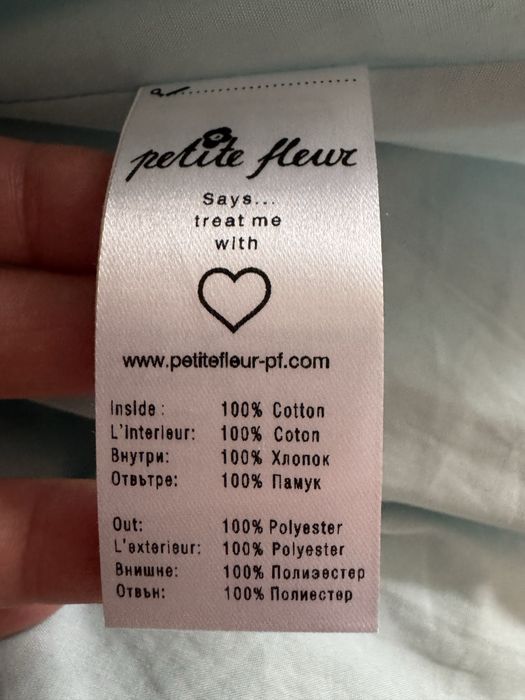 petite fleur
Says...
treat me
with
www.petitefleur-pf.com
Inside : 100% Cotton
L'interieur: 100% Coton
Внутри: 100% Хлопок
Отвътре: 100% Памук
Out: 100% Polyester
L'exterieur: 100% Polyester
Внишне: 100% Полиэстер
Отвън: 100% Полиестер